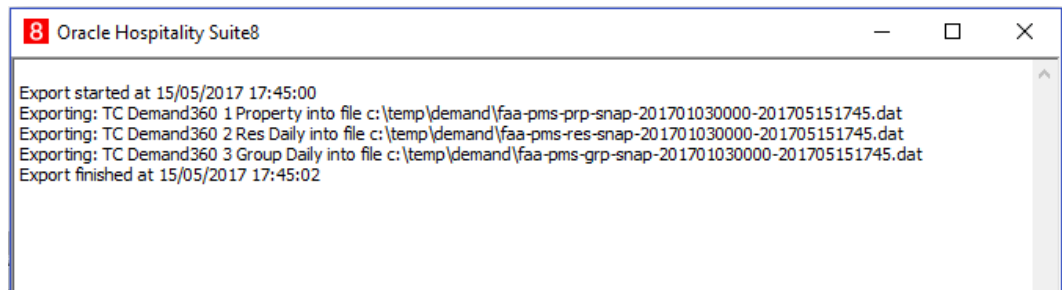 8 Oracle Hospitality Suite8
Export started at 15/05/2017 17:45:00
Exporting: TC Demand360 1 Property into file c:\temp\demand\faa-pms-prp-snap-201701030000-201705151745.dat
Exporting: TC Demand360 2 Res Daily into file c:\temp\demand\faa-pms-res-snap-201701030000-201705151745.dat
Exporting: TC Demand360 3 Group Daily into file c:\temp\demand\faa-pms-grp-snap-201701030000-201705151745.dat
Export finished at 15/05/2017 17:45:02